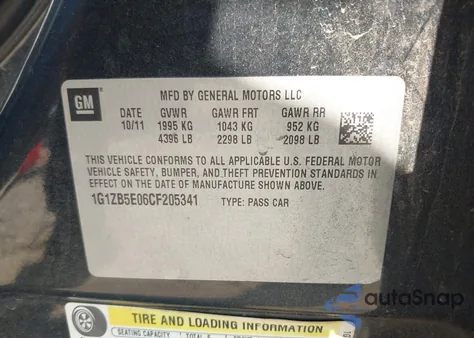 GM
MFD BY GENERAL MOTORS LLC
DATE GVWR GAWR FRT GAWR RR
10/11 1995 KG 1043 KG 952 KG
4396 LB 2298 LB 2098 LB
THIS VEHICLE CONFORMS TO ALL APPLICABLE U.S. FEDERAL MOTOR
VEHICLE SAFETY, BUMPER, AND THEFT PREVENTION STANDARDS
IN EFFECT ON THE DATE OF MANUFACTURE SHOWN ABOVE.
1G1ZB5E06CF205341 TYPE: PASS CAR
autoSnap
TIRE AND LOADING INFORMATION
SEATING CAPACITY TOTAL